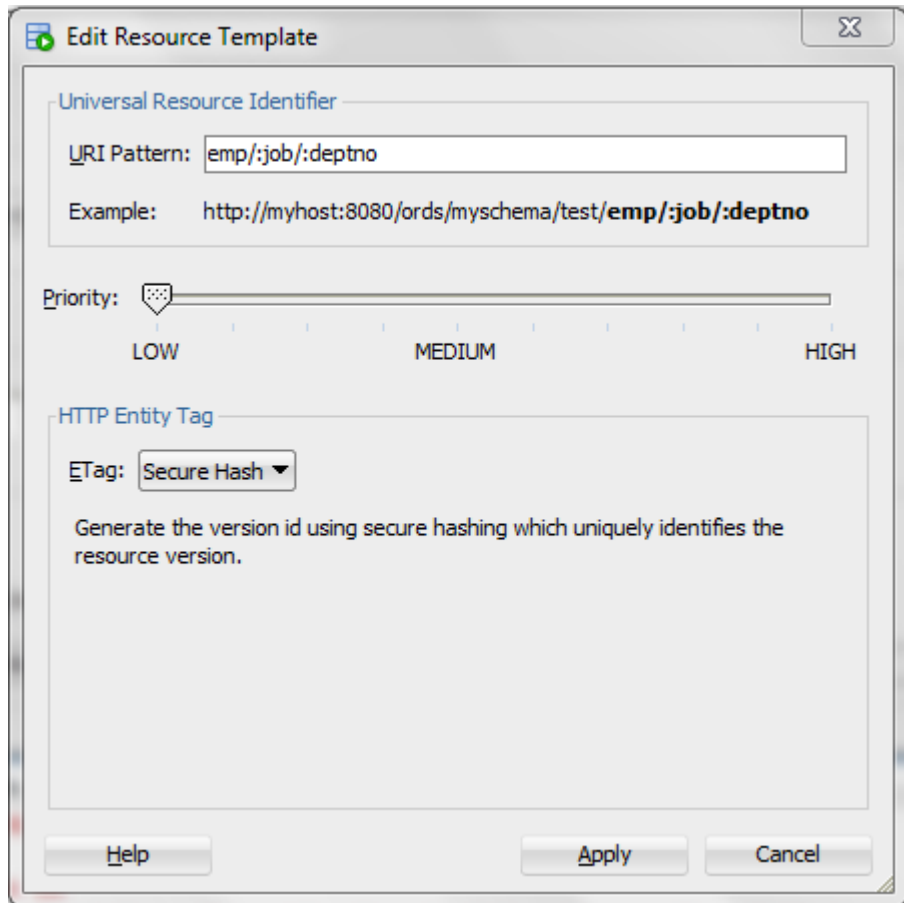 Edit Resource Template
Universal Resource Identifier
URI Pattern: emp/:job/:deptno
Example: http://myhost:8080/ords/myschema/test/emp/:job/:deptno
Priority:
LOW MEDIUM HIGH
HTTP Entity Tag
ETag: Secure Hash
Generate the version id using secure hashing which uniquely identifies the
resource version.
Help Apply Cancel